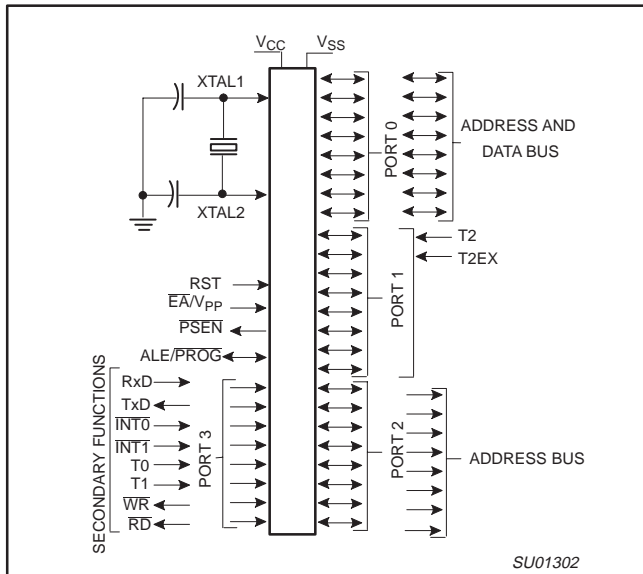 VCC VSS
XTAL1
XTAL2
PORT 0
ADDRESS AND
DATA BUS
T2
T2EX
PORT 1
RST
EA/VPP
PSEN
ALE/PROG
SECONDARY FUNCTIONS
RxD
TxD
INT0
INT1
T0
T1
WR
RD
PORT 3
PORT 2
ADDRESS BUS
SU01302